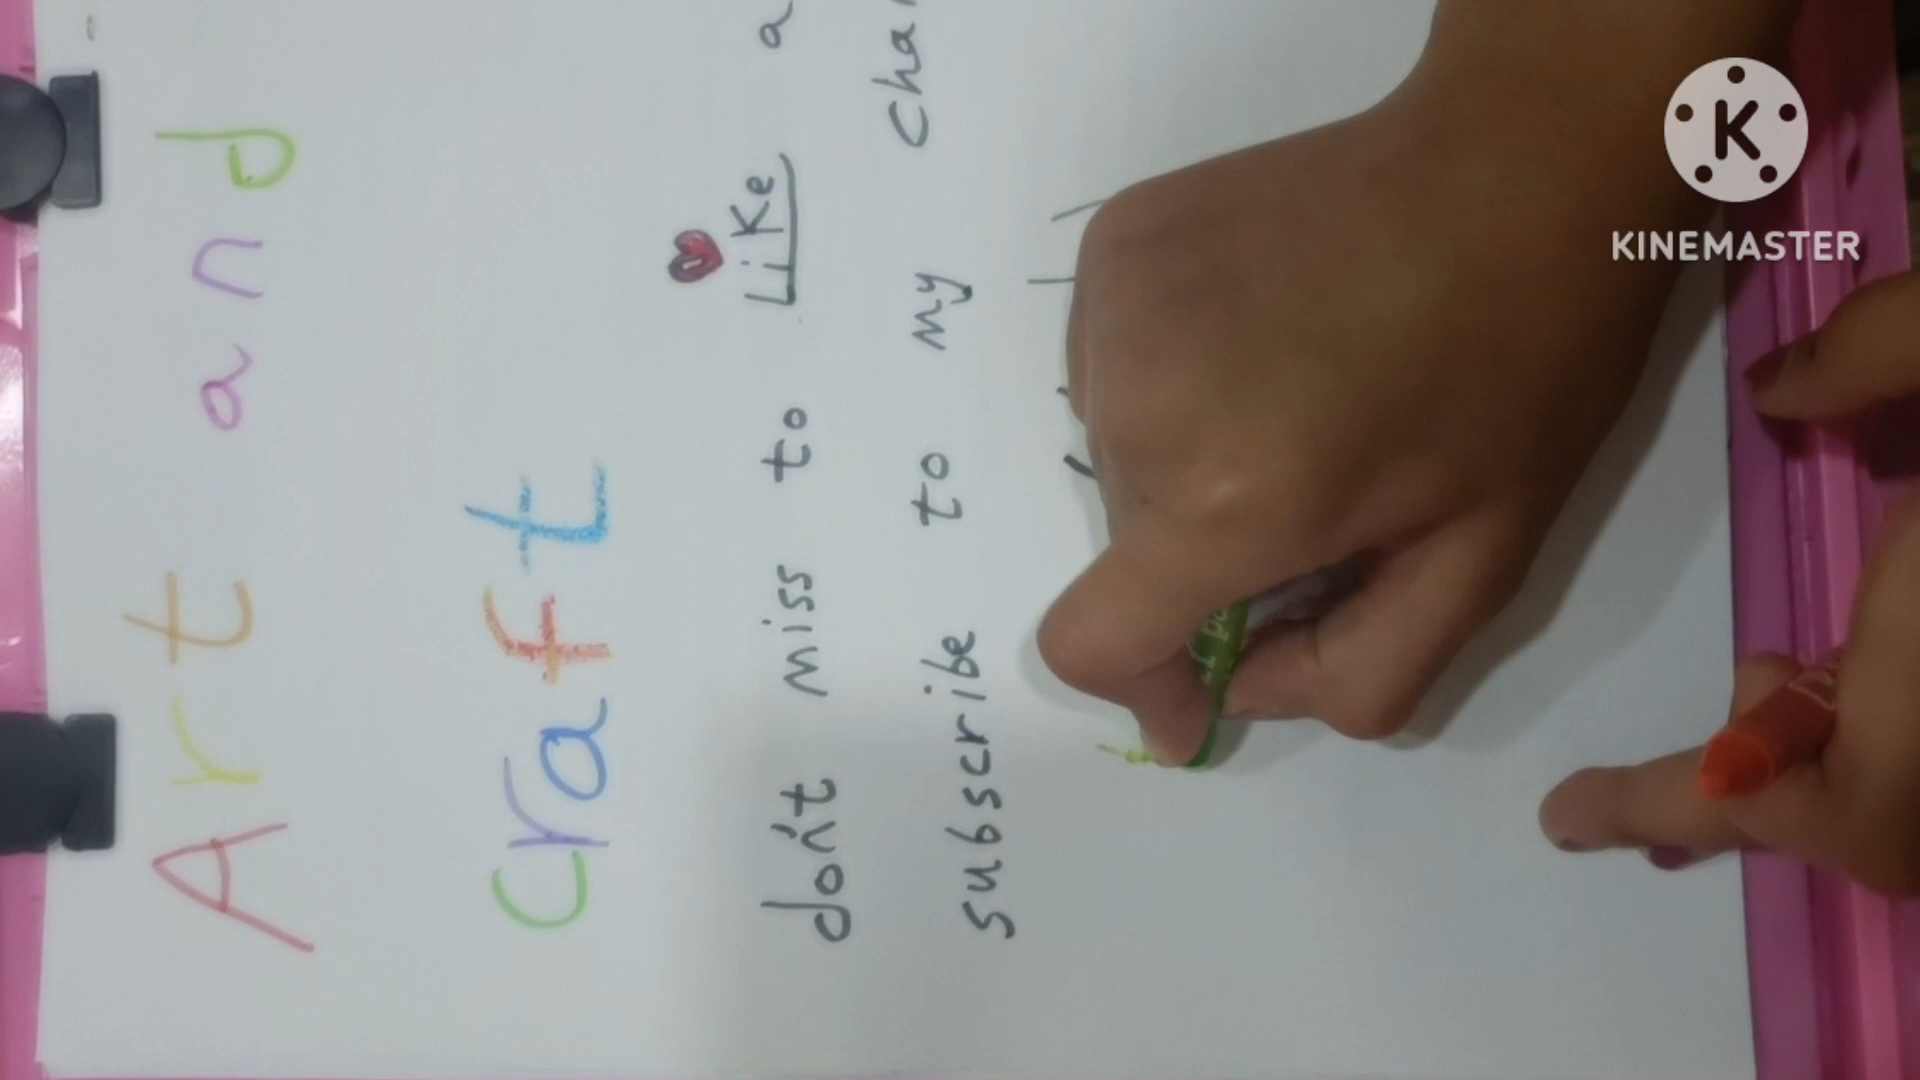 Art and
Craft
don't miss to Like a
subscribe to my cha
K
KINEMASTER